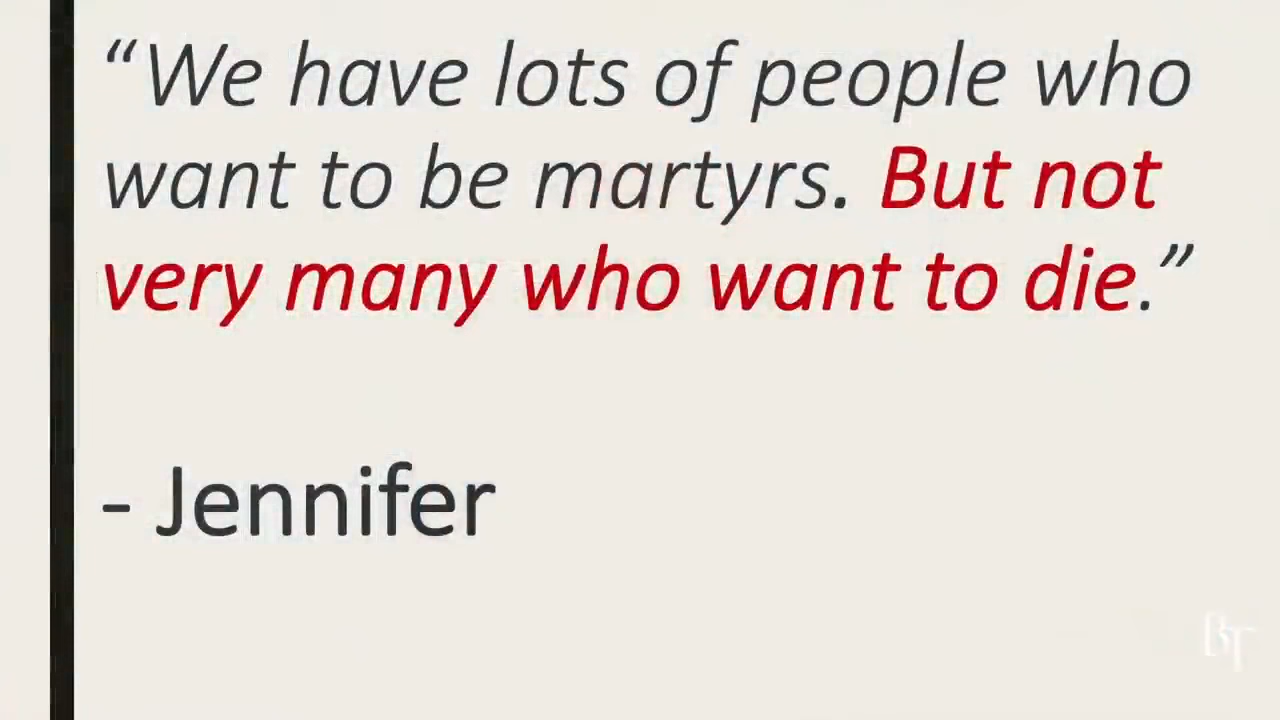 “We have lots of people who
want to be martyrs. But not
very many who want to die.”
- Jennifer
BT